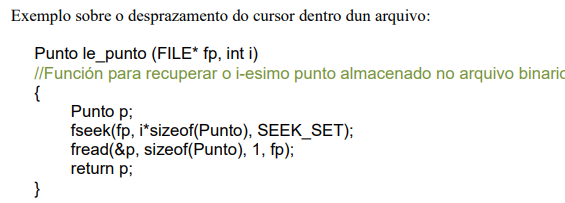 Exemplo sobre o desprazamento do cursor dentro dun arquivo:
Punto le_punto (FILE* fp, int i)
//Función para recuperar o i-esimo punto almacenado no arquivo binario
{
Punto p;
fseek(fp, i*sizeof(Punto), SEEK_SET);
fread(&p, sizeof(Punto), 1, fp);
return p;
}